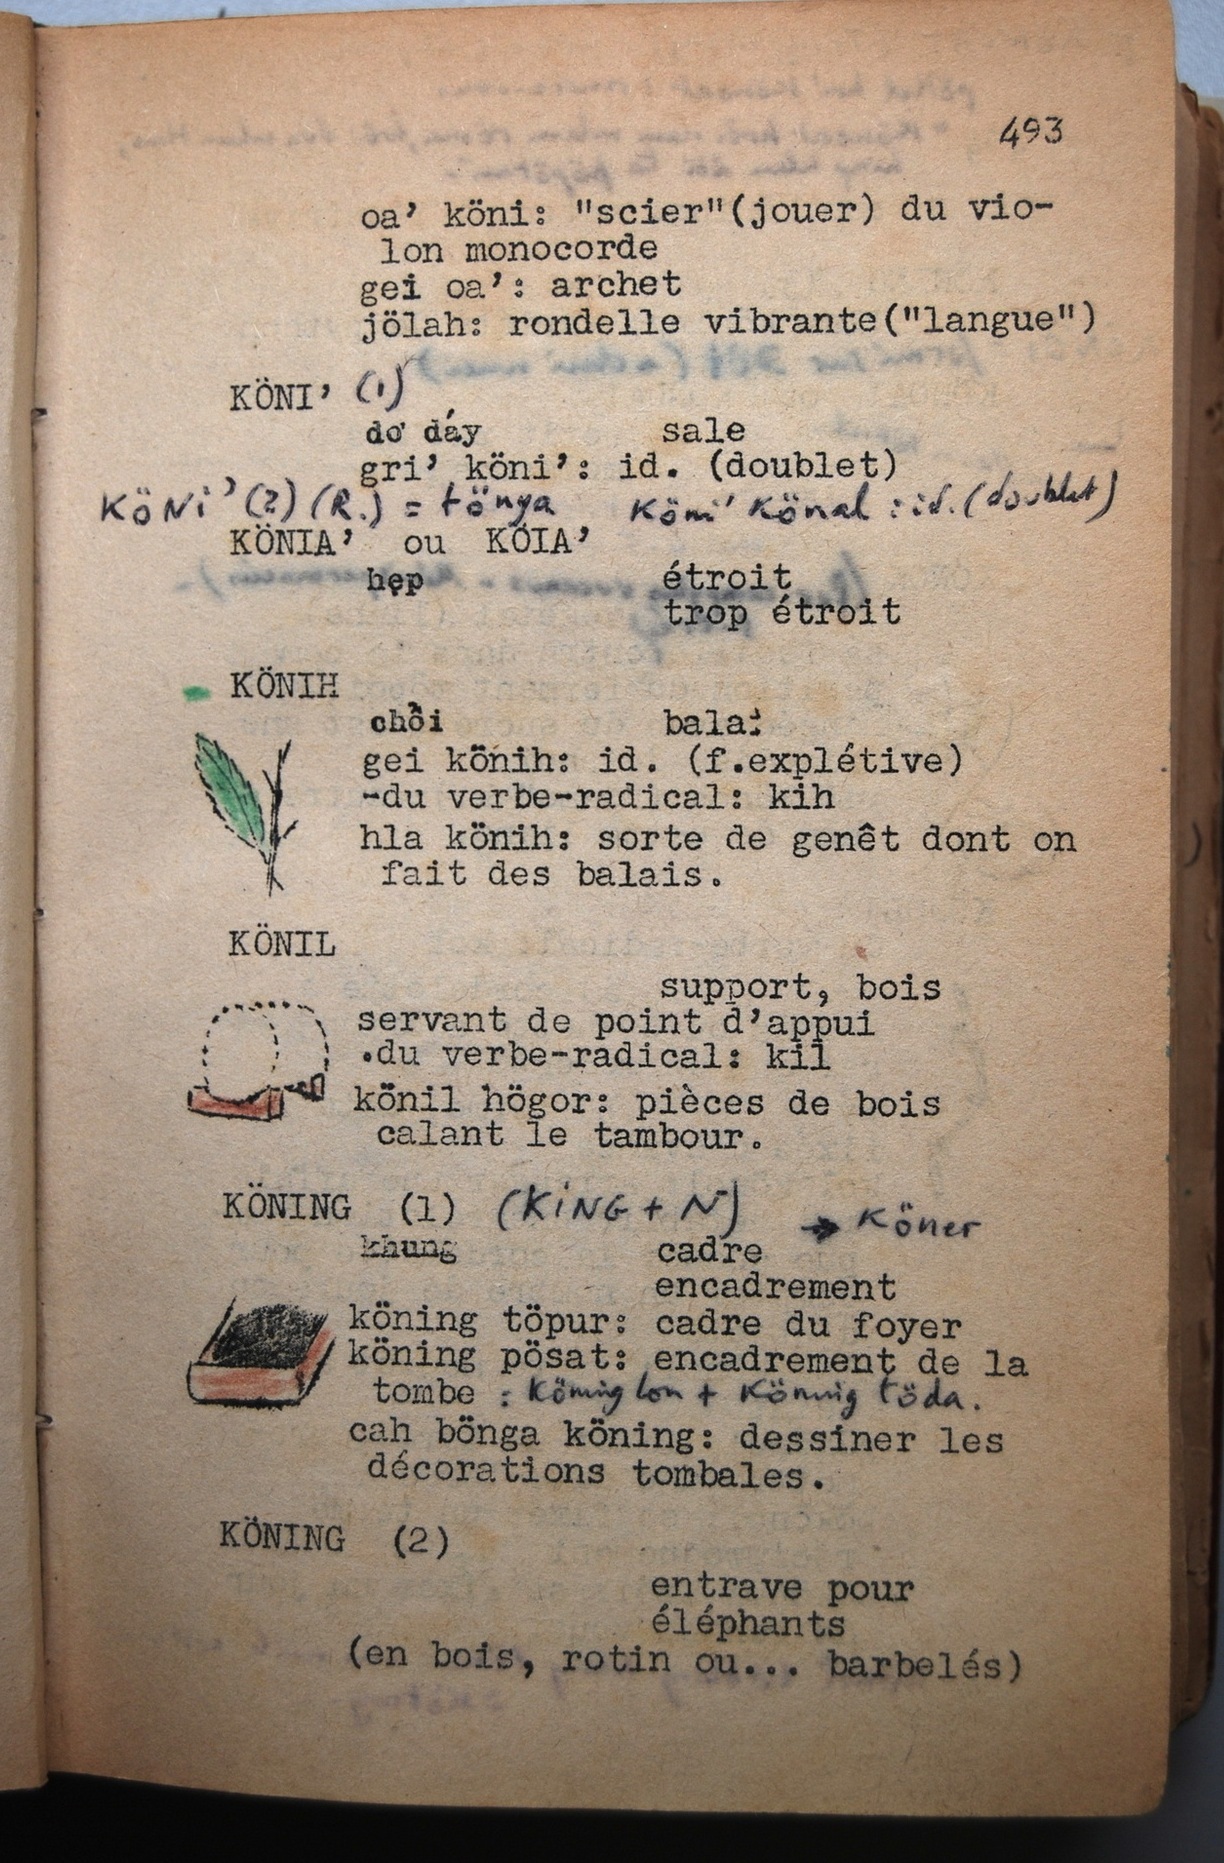 493
oa' köni: "scier"(jouer) du vio-
lon monocorde
gei oa': archet
jölah: rondelle vibrante("langue")
KÖNI' (1)
dơ dáy sale
gri' köni': id. (doublet)
KÖNi' (2) (R.) = tönga Köni' Könal : id. (doublet)
KÖNIA' ou KÖIA'
hẹp étroit
trop étroit
KÖNIH
chồi balai
gei könih: id. (f.explétive)
-du verbe-radical: kih
hla könih: sorte de genêt dont on
fait des balais.
KÖNIL
support, bois
servant de point d'appui
.du verbe-radical: kil
könil högor: pièces de bois
calant le tambour.
KÖNING (1) (KiNG + N) → Köner
khung cadre
encadrement
köning töpur: cadre du foyer
köning pösat: encadrement de la
tombe : Köning lon + Köning töda.
cah bönga köning: dessiner les
décorations tombales.
KÖNING (2)
entrave pour
éléphants
(en bois, rotin ou... barbelés)